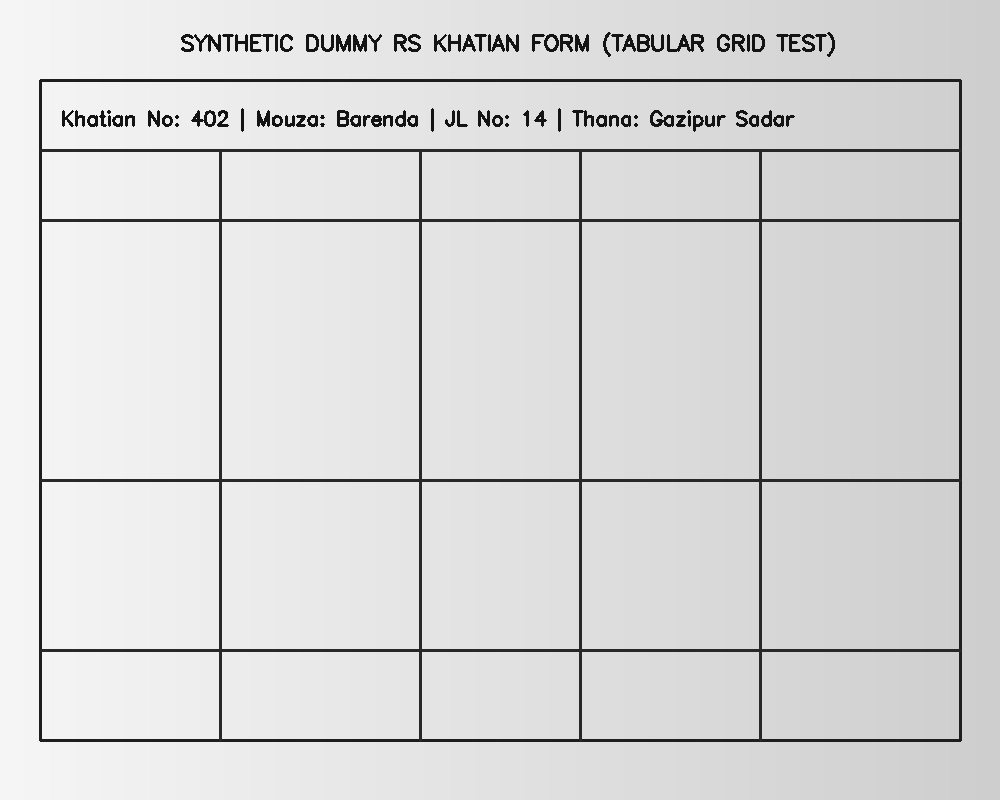 SYNTHETIC DUMMY RS KHATIAN FORM (TABULAR GRID TEST)
Khatian No: 402 | Mouza: Barenda | JL No: 14 | Thana: Gazipur Sadar